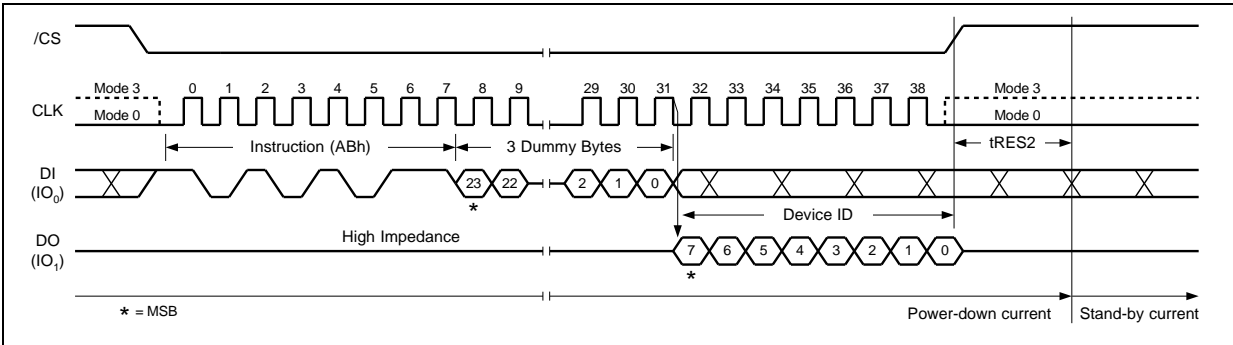 /CS
Mode 3 0 1 2 3 4 5 6 7 8 9 29 30 31 32 33 34 35 36 37 38 Mode 3
CLK
Mode 0 Mode 0
Instruction (ABh) 3 Dummy Bytes tRES2
DI
(IO0)
23 22 2 1 0
*
Device ID
DO
(IO1)
High Impedance
7 6 5 4 3 2 1 0
*
* = MSB
Power-down current Stand-by current